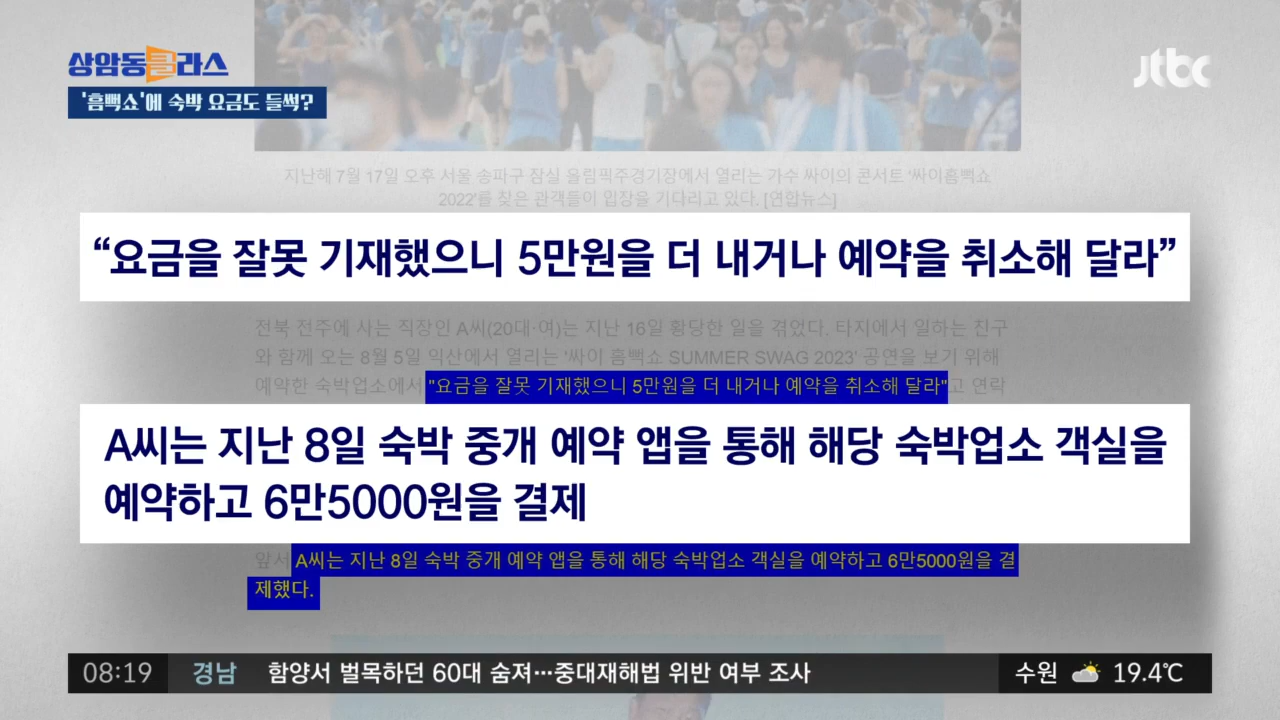 상암동클라스
'흠뻑쇼'에 숙박 요금도 들썩?
jtbc
지난해 7월 17일 오후 서울 송파구 잠실 올림픽주경기장에서 열리는 가수 싸이의 콘서트 '싸이흠뻑쇼
2022'를 찾은 관객들이 입장을 기다리고 있다. [연합뉴스]
“요금을 잘못 기재했으니 5만원을 더 내거나 예약을 취소해 달라”
전북 전주에 사는 직장인 A씨(20대·여)는 지난 16일 황당한 일을 겪었다. 타지에서 일하는 친구
와 함께 오는 8월 5일 익산에서 열리는 '싸이 흠뻑쇼 SUMMER SWAG 2023' 공연을 보기 위해
예약한 숙박업소에서 "요금을 잘못 기재했으니 5만원을 더 내거나 예약을 취소해 달라"고 연락
A씨는 지난 8일 숙박 중개 예약 앱을 통해 해당 숙박업소 객실을
예약하고 6만5000원을 결제
앞서 A씨는 지난 8일 숙박 중개 예약 앱을 통해 해당 숙박업소 객실을 예약하고 6만5000원을 결
제했다.
08:19 경남 함양서 벌목하던 60대 숨져…중대재해법 위반 여부 조사 수원 19.4℃